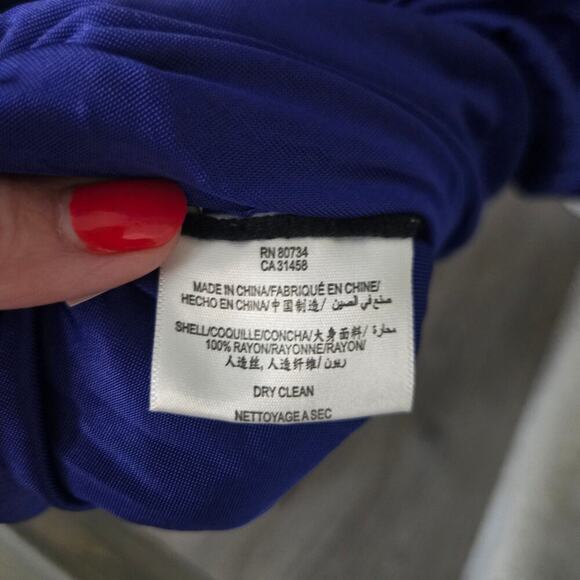 RN 80734
CA 31458
MADE IN CHINA/FABRIQUÉ EN CHINE/
HECHO EN CHINA/中国制造/ صنع في الصين
SHELL/COQUILLE/CONCHA/大身面料/ محارة/
100% RAYON/RAYONNE/RAYON/
人造丝, 人造纤维/ ريون
DRY CLEAN
NETTOYAGE A SEC